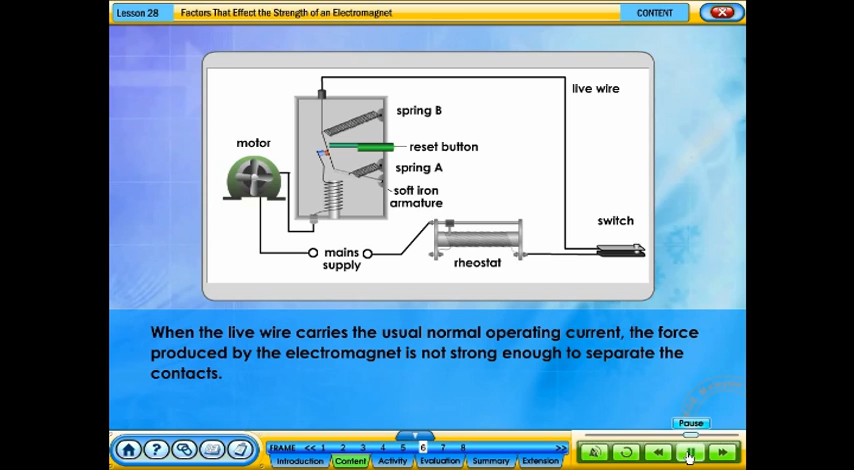 Lesson 28
Factors That Effect the Strength of an Electromagnet
CONTENT
spring B
live wire
motor
reset button
spring A
soft iron
armature
switch
mains
supply
rheostat
When the live wire carries the usual normal operating current, the force
produced by the electromagnet is not strong enough to separate the
contacts.
Pause
FRAME << 1 2 3 4 5 6 7 8 >>
Introduction Content Activity Evaluation Summary Extension